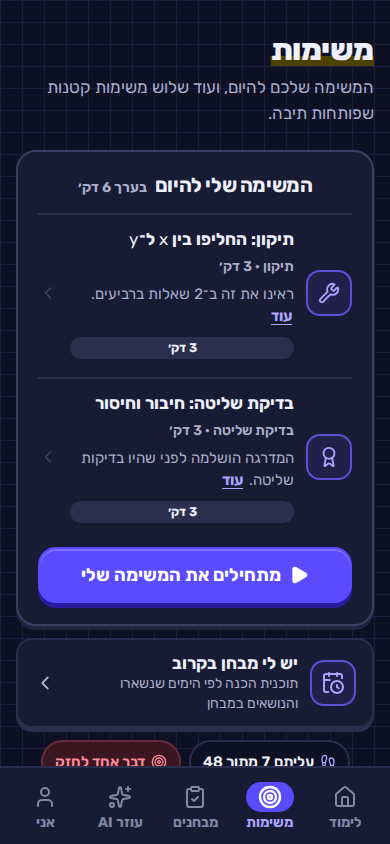 משימות
המשימה שלכם להיום, ועוד שלוש משימות קטנות
שפותחות תיבה.
המשימה שלי להיום בערך 6 דק׳
תיקון: החליפו בין x ל־y
תיקון • 3 דק׳
ראינו את זה ב־2 שאלות ברביעים.
עוד
3 דק׳
בדיקת שליטה: חיבור וחיסור
בדיקת שליטה • 3 דק׳
המדרגה הושלמה לפני שהיו בדיקות
שליטה. עוד
3 דק׳
מתחילים את המשימה שלי
יש לי מבחן בקרוב
תוכנית הכנה לפי הימים שנשארו
והנושאים במבחן
עליתם 7 מתוך 48
דבר אחד לחזק
לימוד
משימות
מבחנים
עוזר AI
אני